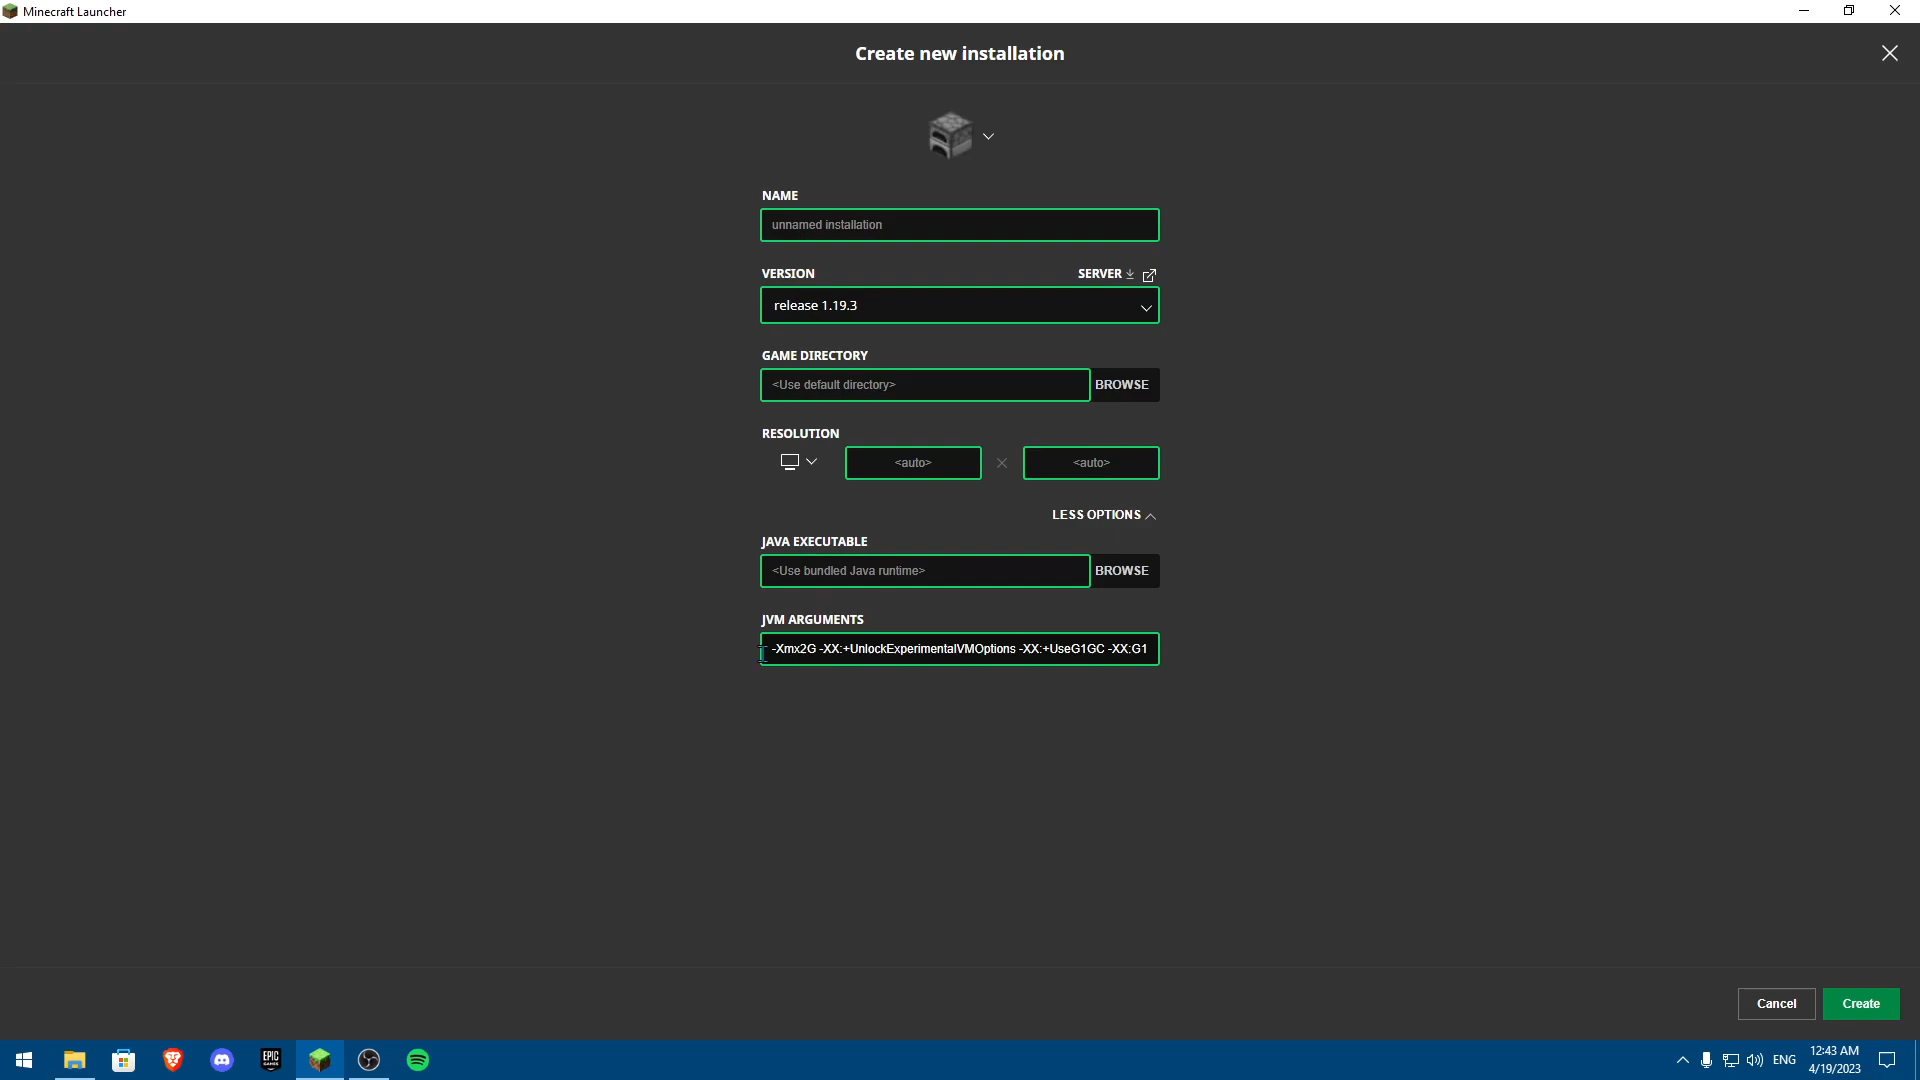 Minecraft Launcher
Create new installation
NAME
unnamed installation
VERSION
SERVER
release 1.19.3
GAME DIRECTORY
<Use default directory>
BROWSE
RESOLUTION
<auto>
<auto>
LESS OPTIONS
JAVA EXECUTABLE
<Use bundled Java runtime>
BROWSE
JVM ARGUMENTS
-Xmx2G -XX:+UnlockExperimentalVMOptions -XX:+UseG1GC -XX:G1
Cancel
Create
EPIC
GAMES
ENG
12:43 AM
4/19/2023